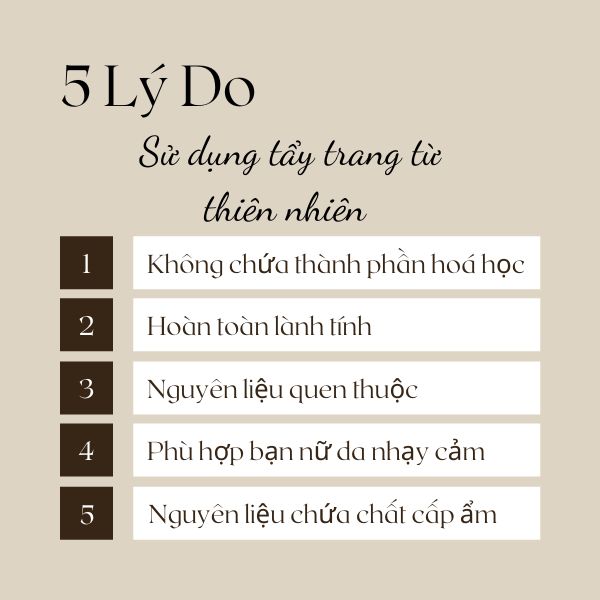 5 Lý Do
Sử dụng tẩy trang từ
thiên nhiên
1 Không chứa thành phần hoá học
2 Hoàn toàn lành tính
3 Nguyên liệu quen thuộc
4 Phù hợp bạn nữ da nhạy cảm
5 Nguyên liệu chứa chất cấp ẩm